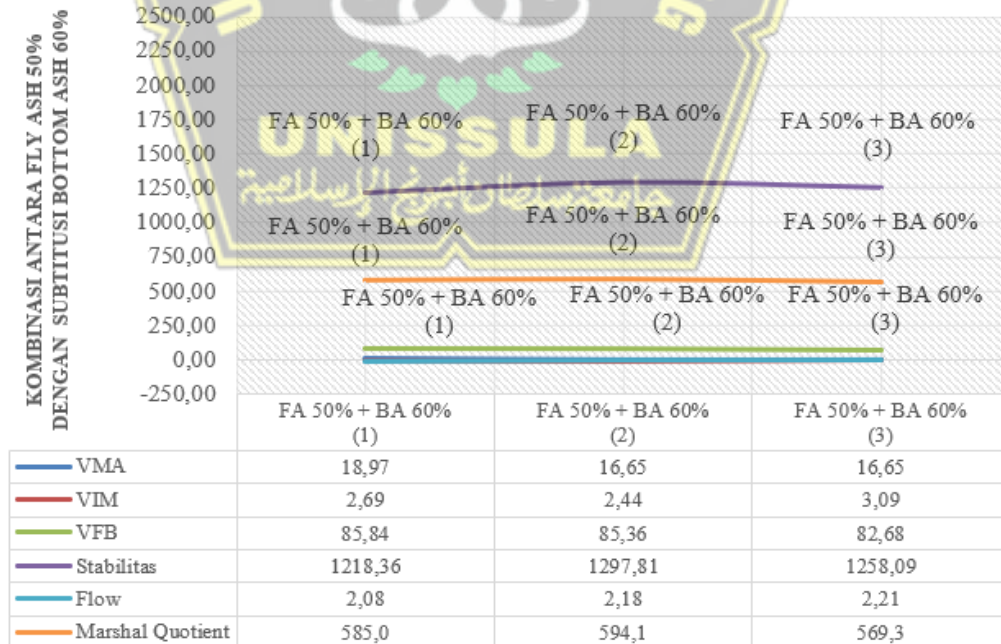 KOMBINASI ANTARA FLY ASH 50%
DENGAN SUBTITUSI BOTTOM ASH 60%
2500,00
2250,00
2000,00
1750,00
1500,00
1250,00
1000,00
750,00
500,00
250,00
0,00
-250,00
UNISSULA
جامعنسلطان أجونج الإسلامية
FA 50% + BA 60%
(1)
FA 50% + BA 60%
(2)
FA 50% + BA 60%
(3)
FA 50% + BA 60%
(1)
FA 50% + BA 60%
(2)
FA 50% + BA 60%
(3)
FA 50% + BA 60%
(1)
FA 50% + BA 60%
(2)
FA 50% + BA 60%
(3)
FA 50% + BA 60%
(1)
FA 50% + BA 60%
(2)
FA 50% + BA 60%
(3)
VMA 18,97 16,65 16,65
VIM 2,69 2,44 3,09
VFB 85,84 85,36 82,68
Stabilitas 1218,36 1297,81 1258,09
Flow 2,08 2,18 2,21
Marshal Quotient 585,0 594,1 569,3